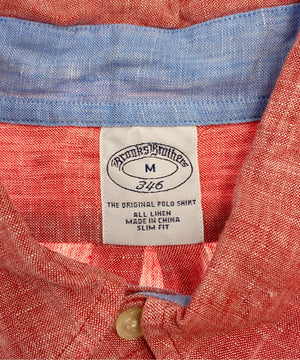 Brooks Brothers
M
346
THE ORIGINAL POLO SHIRT
ALL LINEN
MADE IN CHINA
SLIM FIT